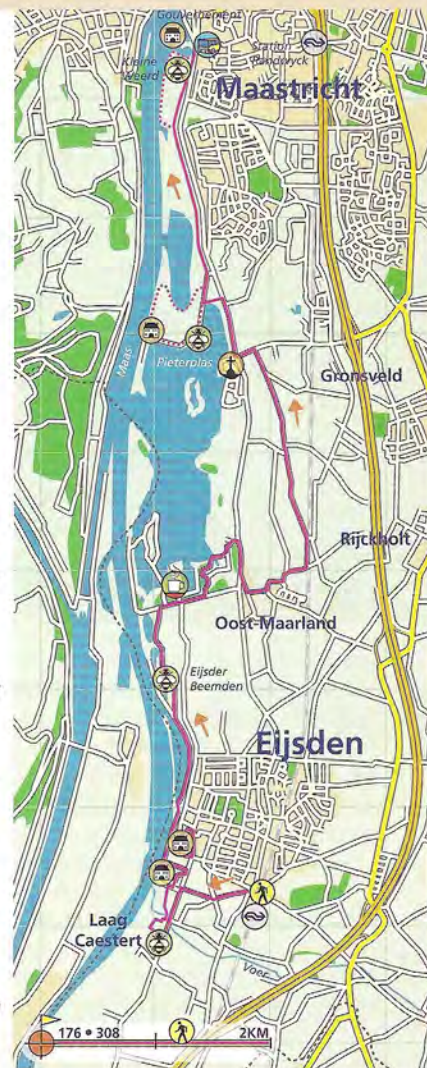 Gouvernement
Kleine
Weerd
Station
Randwyck
Maastricht
Maas
Pieterplas
Gronsveld
Rijckholt
Oost-Maarland
Eijsder
Beemden
Eijsden
Laag
Caestert
Voer
176 • 308
2KM